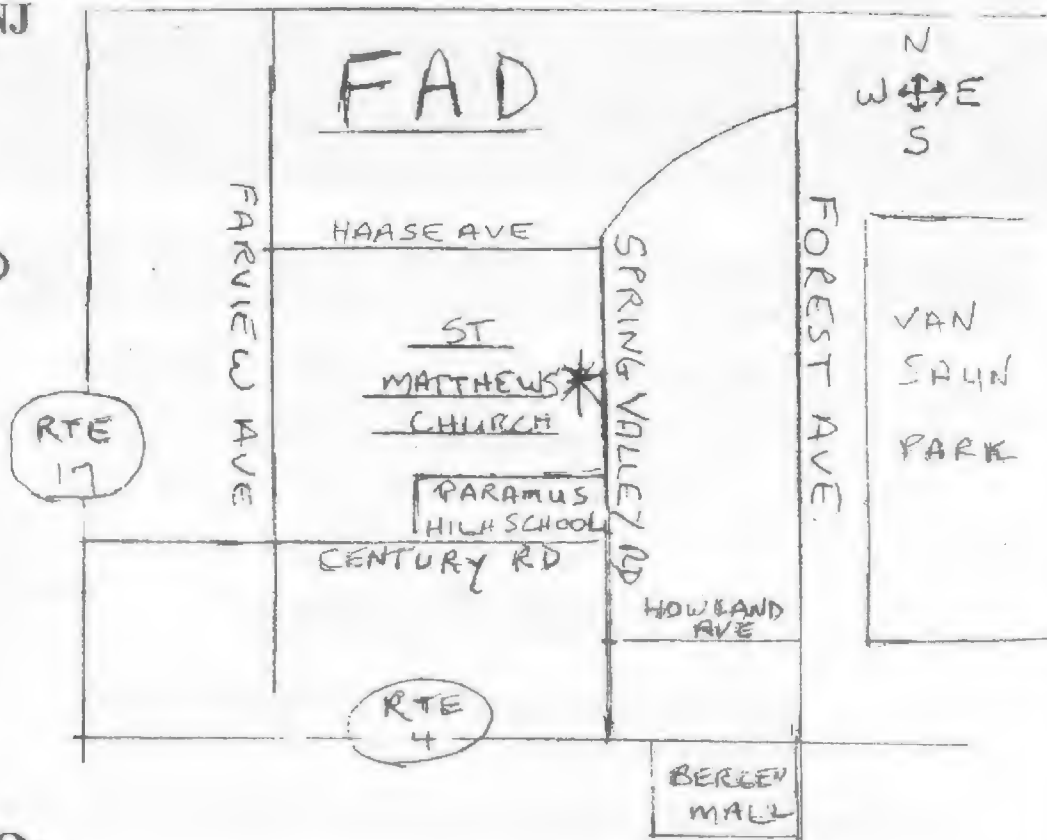 NJ
FAD
N
W E
S
FARVIEW AVE
HAASE AVE
SPRING VALLEY RD
FOREST AVE.
VAN
SAUN
PARK
ST
MATTHEWS
CHURCH
RTE
17
PARAMUS
HIGH SCHOOL
CENTURY RD
HOWLAND
AVE
RTE
4
BERGEN
MALL